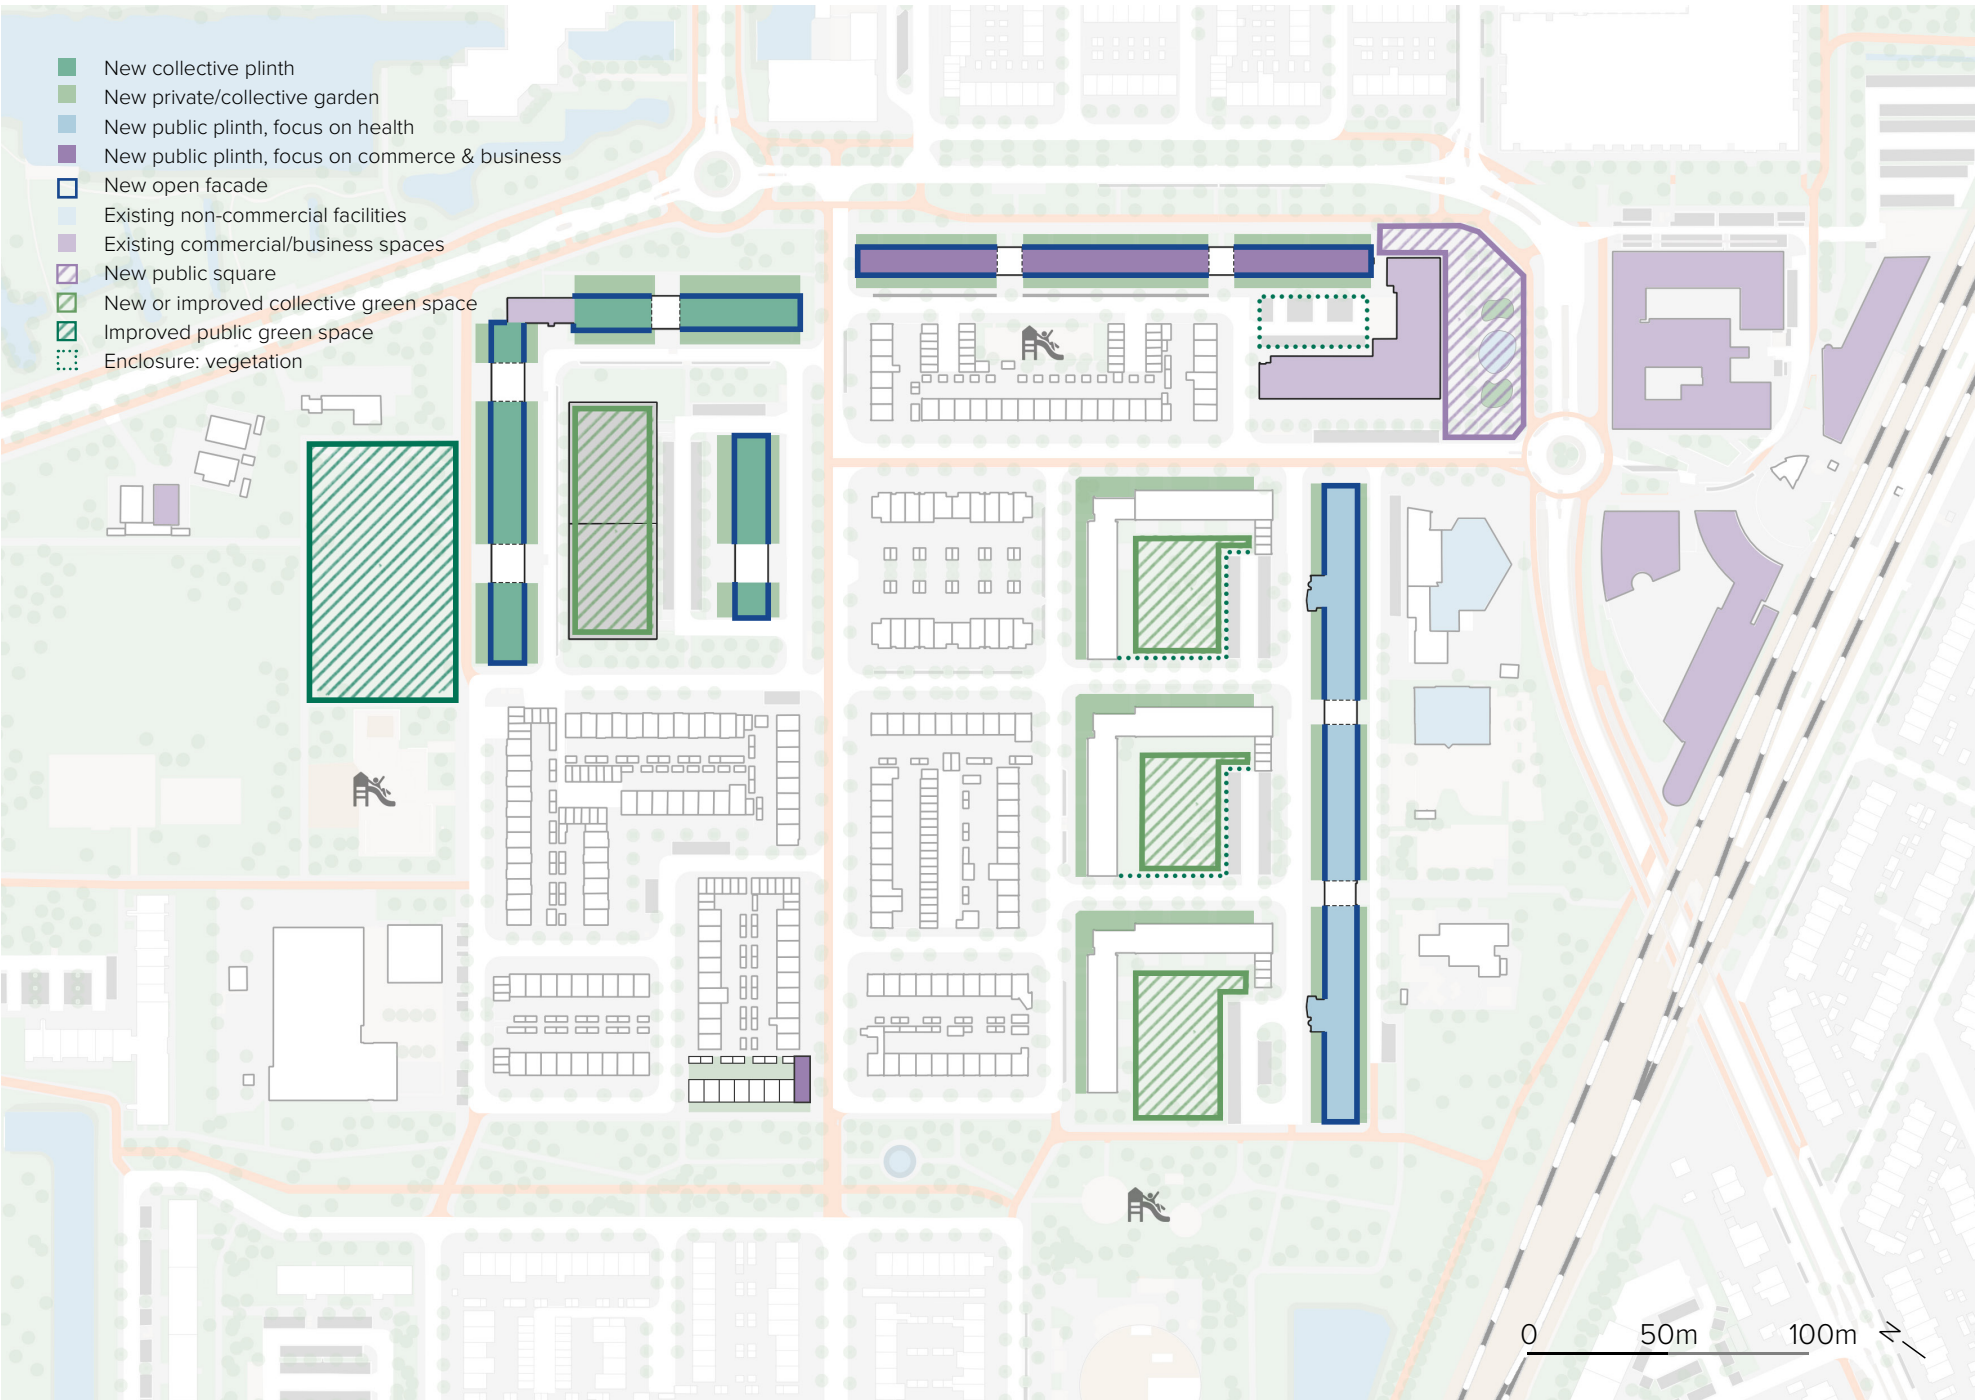 New collective plinth
New private/collective garden
New public plinth, focus on health
New public plinth, focus on commerce & business
New open facade
Existing non-commercial facilities
Existing commercial/business spaces
New public square
New or improved collective green space
Improved public green space
Enclosure: vegetation
0 50m 100m
N